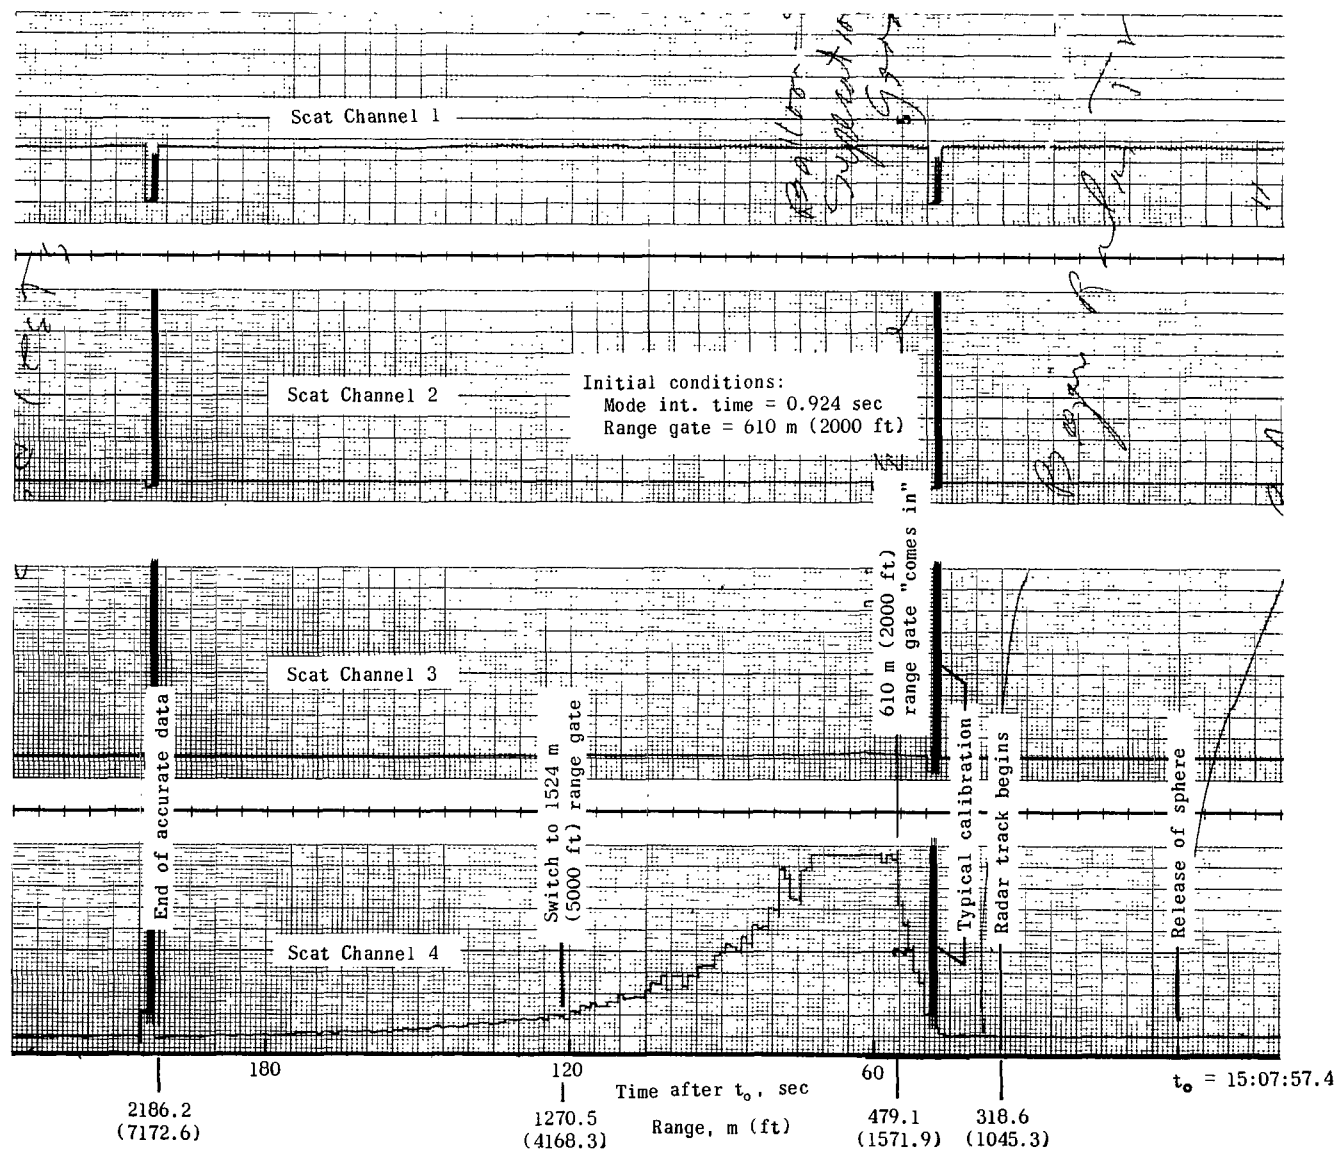 Scat Channel 1
Scat Channel 2
Initial conditions:
Mode int. time = 0.924 sec
Range gate = 610 m (2000 ft)
610 m (2000 ft)
range gate "comes in"
Scat Channel 3
End of accurate data
Switch to 1524 m
(5000 ft) range gate
Typical calibration
Radar track begins
Release of sphere
Scat Channel 4
180
120
60
Time after to, sec
to = 15:07:57.4
2186.2
(7172.6)
1270.5
(4168.3)
Range, m (ft)
479.1
(1571.9)
318.6
(1045.3)